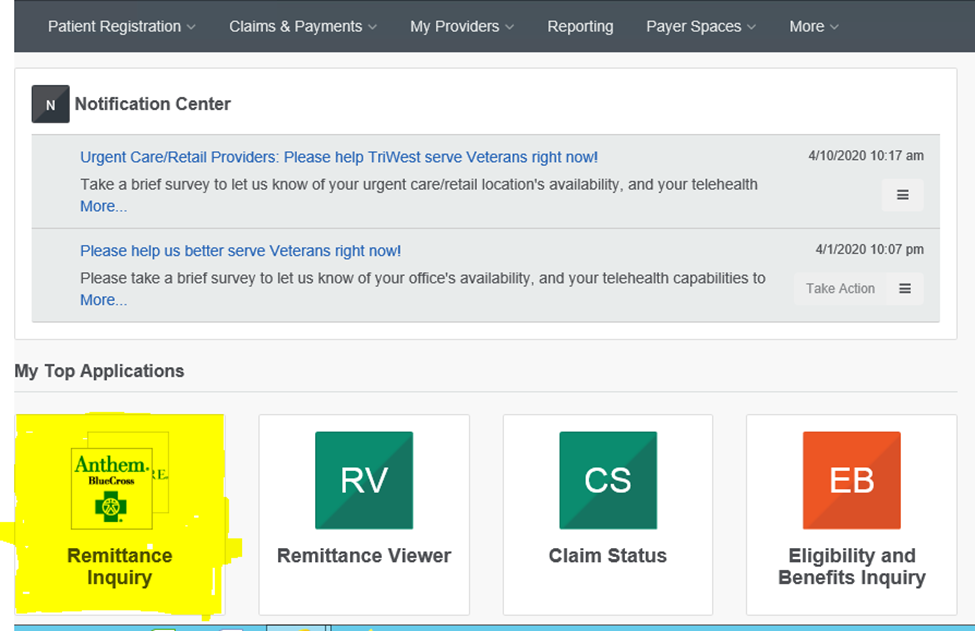 Patient Registration Claims & Payments My Providers Reporting Payer Spaces More
N Notification Center
Urgent Care/Retail Providers: Please help TriWest serve Veterans right now! 4/10/2020 10:17 am
Take a brief survey to let us know of your urgent care/retail location's availability, and your telehealth
More...
Please help us better serve Veterans right now! 4/1/2020 10:07 pm
Please take a brief survey to let us know of your office's availability, and your telehealth capabilities to
Take Action
More...
My Top Applications
Anthem.
RE.
BlueCross
RV CS EB
Remittance Inquiry
Remittance Viewer
Claim Status
Eligibility and
Benefits Inquiry